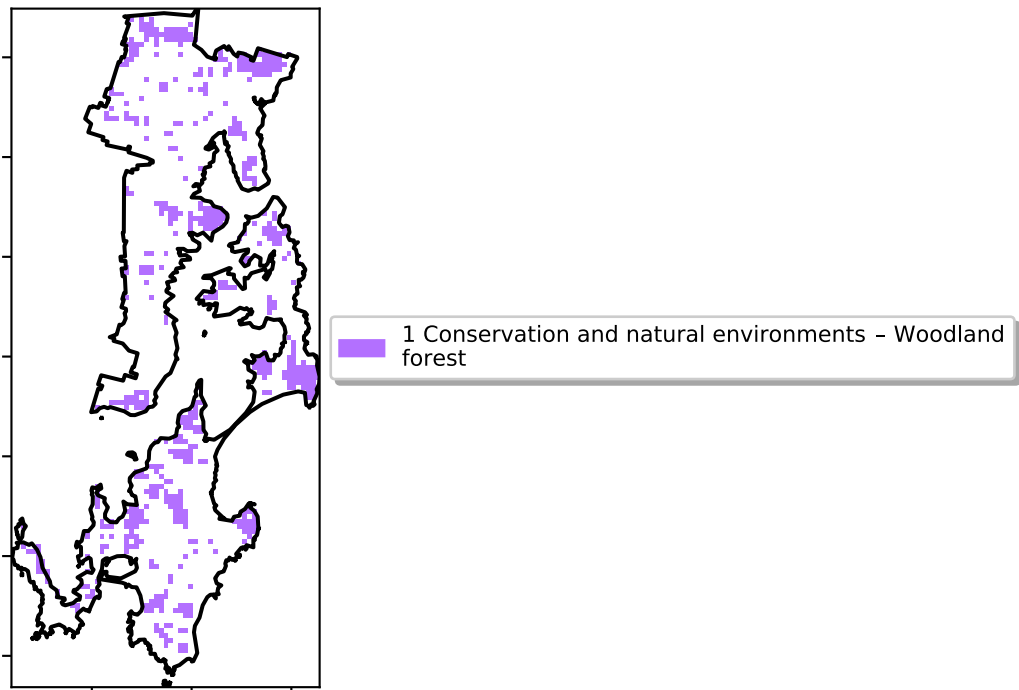 1 Conservation and natural environments – Woodland
forest